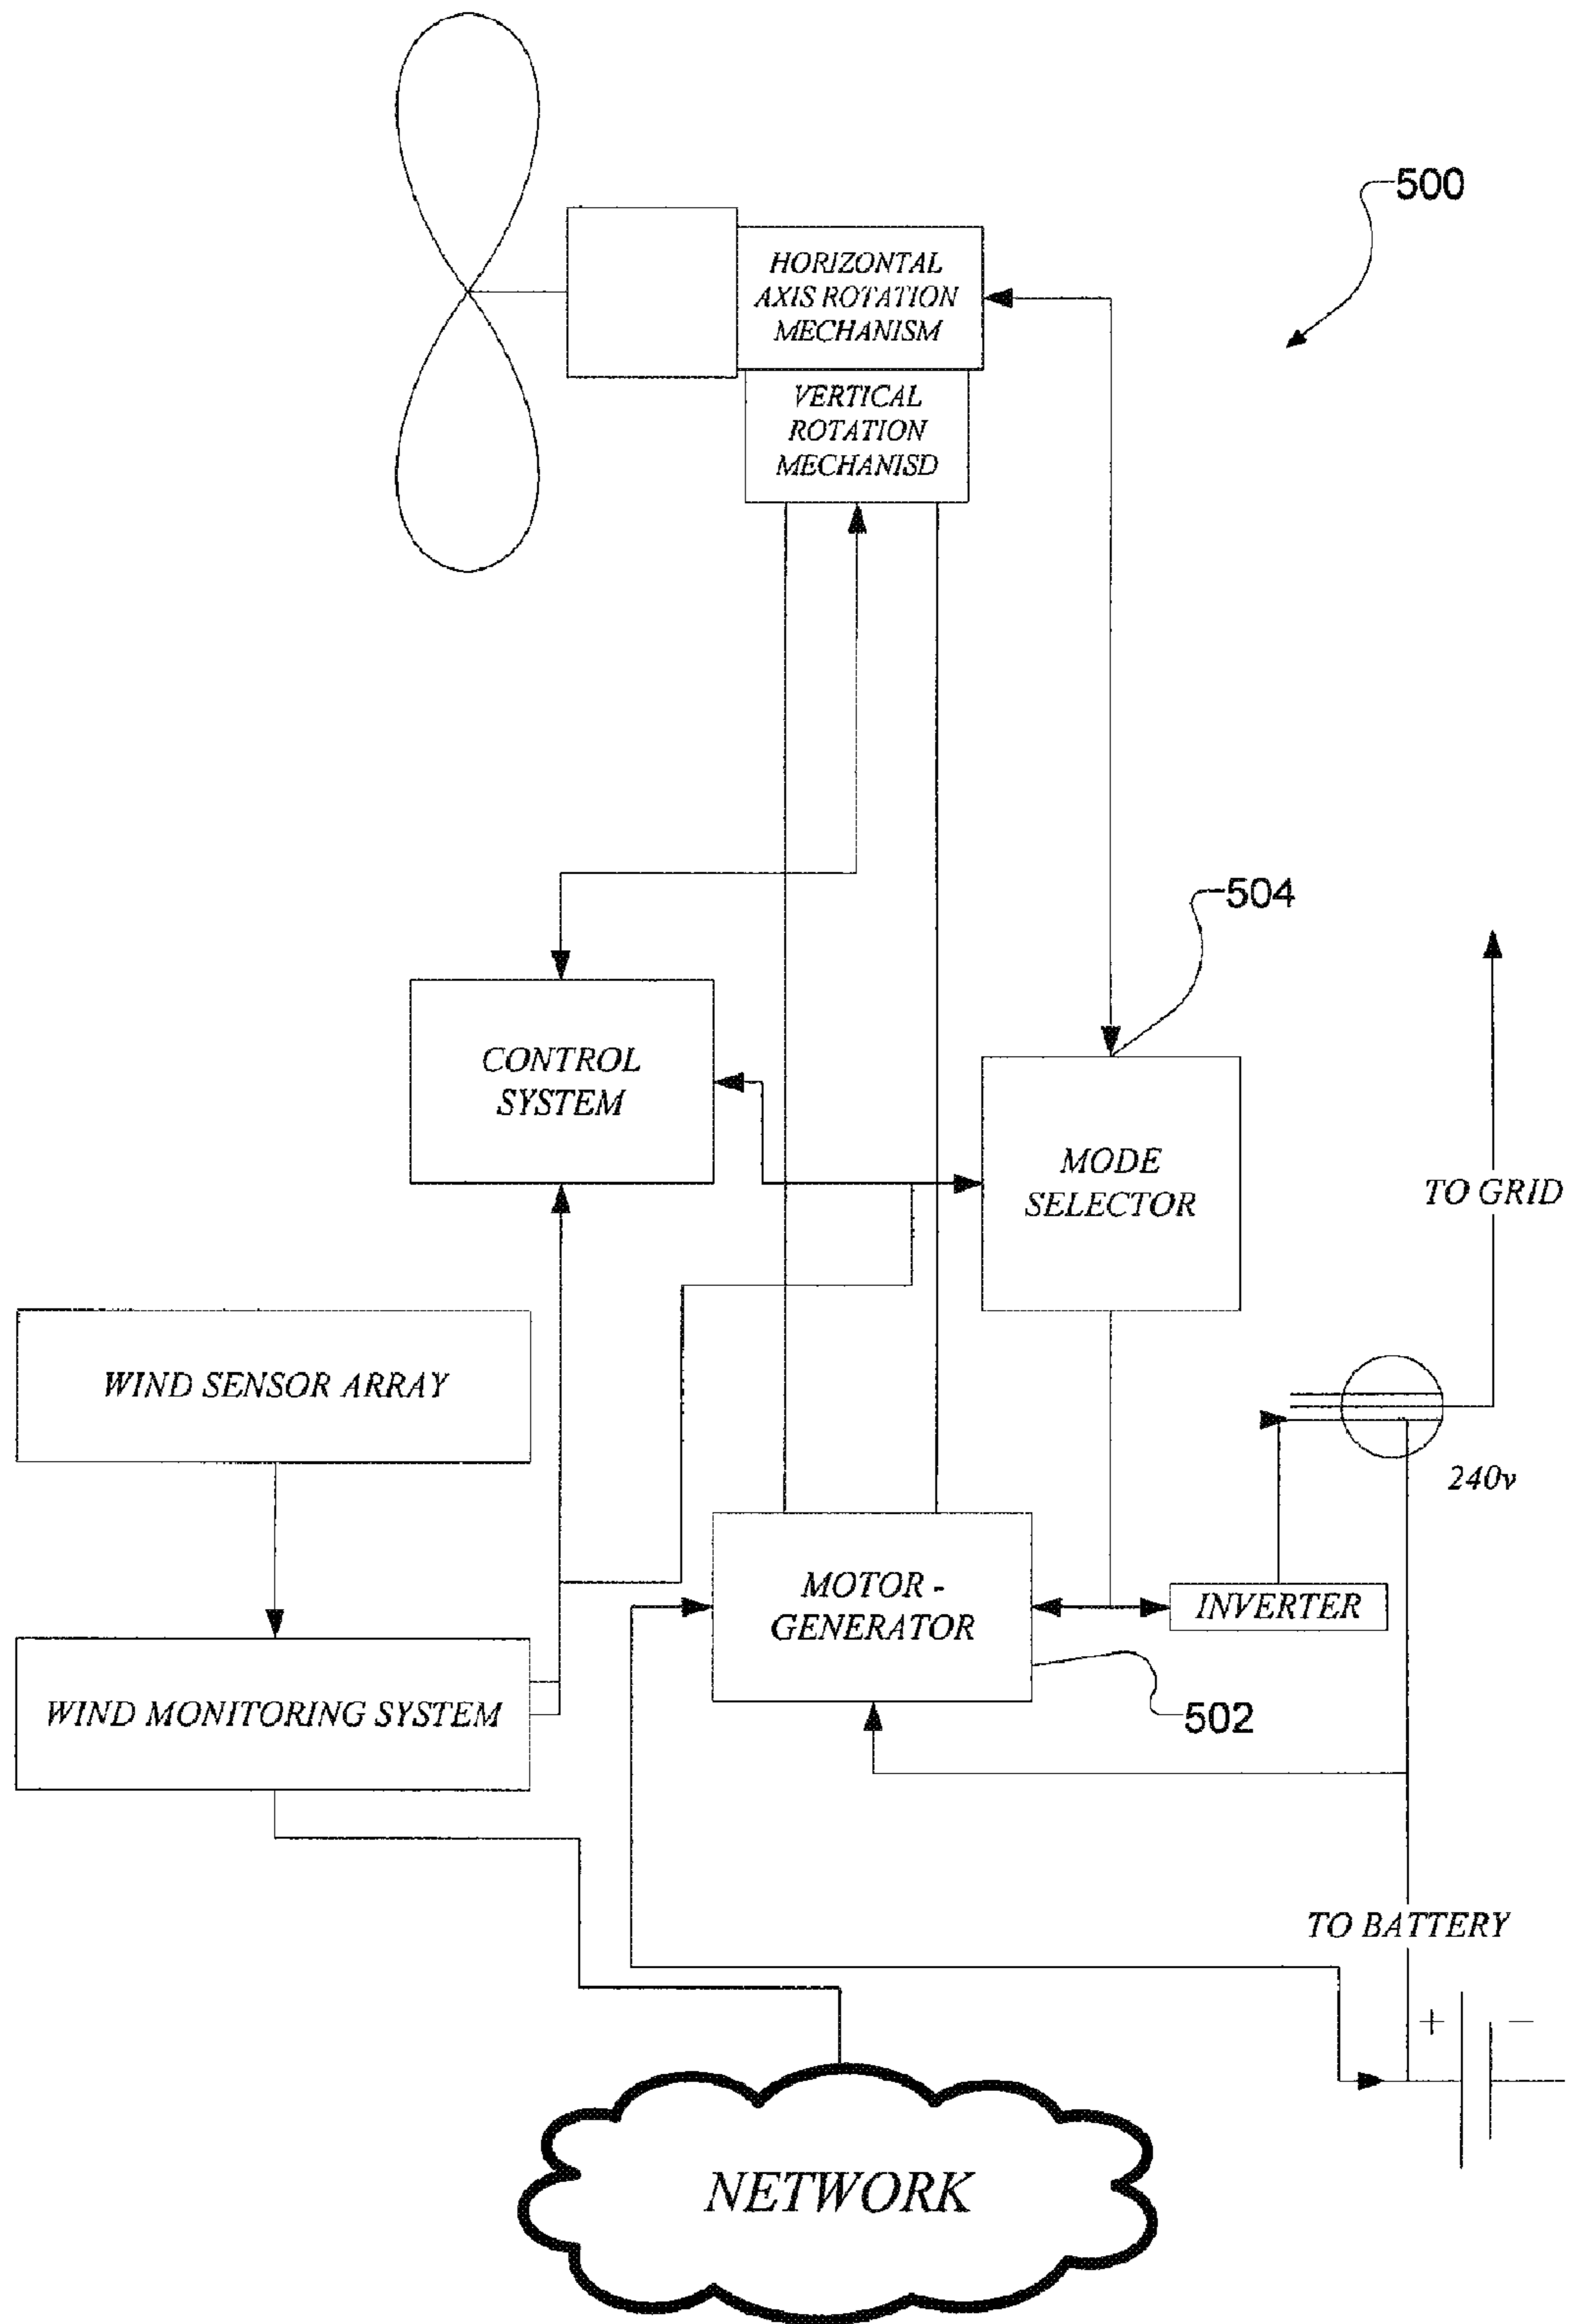 500
HORIZONTAL
AXIS ROTATION
MECHANISM
VERTICAL
ROTATION
MECHANISD
504
CONTROL
SYSTEM
MODE
SELECTOR
TO GRID
WIND SENSOR ARRAY
240v
MOTOR -
GENERATOR
INVERTER
WIND MONITORING SYSTEM
502
TO BATTERY
+ −
NETWORK